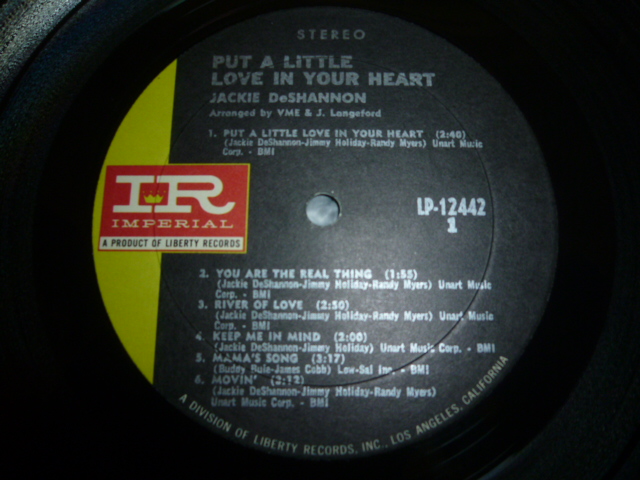 STEREO
PUT A LITTLE
LOVE IN YOUR HEART
JACKIE DeSHANNON
Arranged by VME & J. Langeford
1. PUT A LITTLE LOVE IN YOUR HEART (2:40)
(Jackie DeShannon-Jimmy Holiday-Randy Myers) Unart Music
Corp. - BMI
IR
IMPERIAL
A PRODUCT OF LIBERTY RECORDS
LP-12442
1
2. YOU ARE THE REAL THING (1:55)
(Jackie DeShannon-Jimmy Holiday-Randy Myers) Unart Music
Corp. - BMI
3. RIVER OF LOVE (2:50)
(Jackie DeShannon-Jimmy Holiday-Randy Myers) Unart Music
Corp. - BMI
4. KEEP ME IN MIND (2:00)
(Jackie DeShannon-Jimmy Holiday) Unart Music Corp. - BMI
5. MAMA'S SONG (3:17)
(Buddy Buie-James Cobb) Low-Sal Inc. - BMI
6. MOVIN' (3:12)
(Jackie DeShannon-Jimmy Holiday-Randy Myers)
Unart Music Corp. - BMI
A DIVISION OF LIBERTY RECORDS, INC., LOS ANGELES, CALIFORNIA